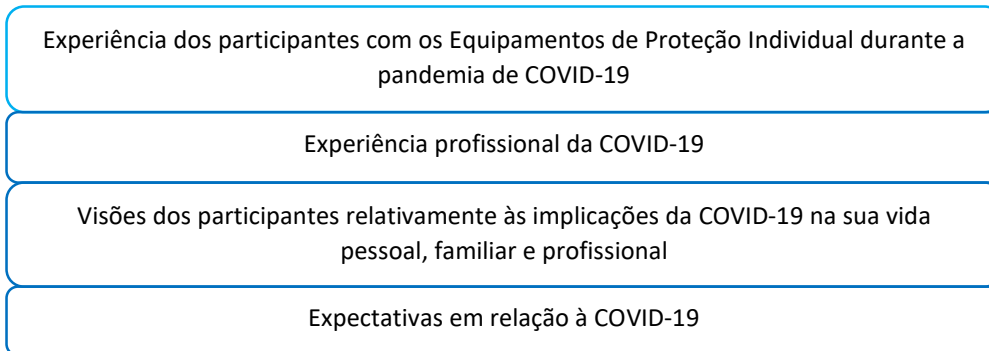 Experiência dos participantes com os Equipamentos de Proteção Individual durante a
pandemia de COVID-19
Experiência profissional da COVID-19
Visões dos participantes relativamente às implicações da COVID-19 na sua vida
pessoal, familiar e profissional
Expectativas em relação à COVID-19